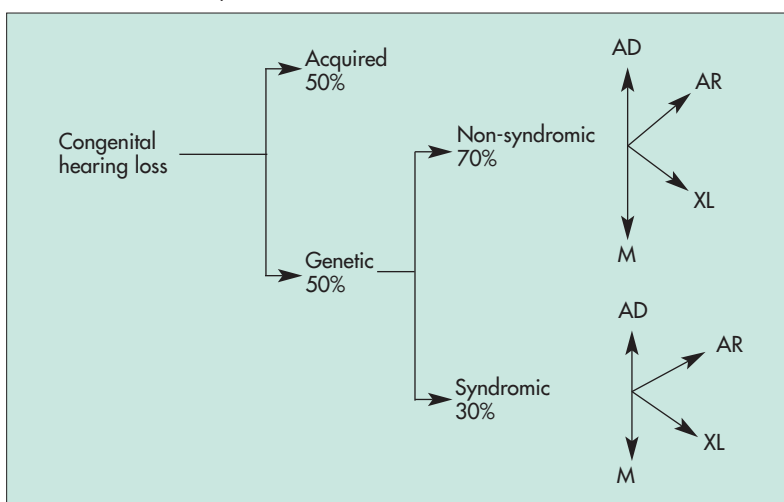 Congenital
hearing loss
Acquired
50%
Genetic
50%
Non-syndromic
70%
AD
AR
XL
M
Syndromic
30%
AD
AR
XL
M